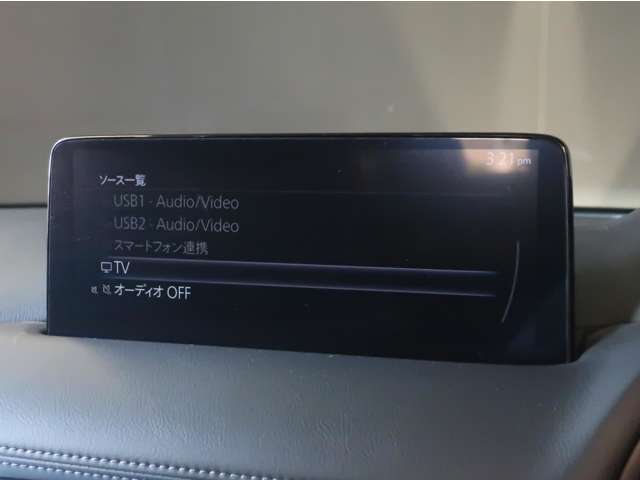 3:21 pm
ソース一覧
USB1 - Audio/Video
USB2 - Audio/Video
スマートフォン連携
TV
オーディオ OFF